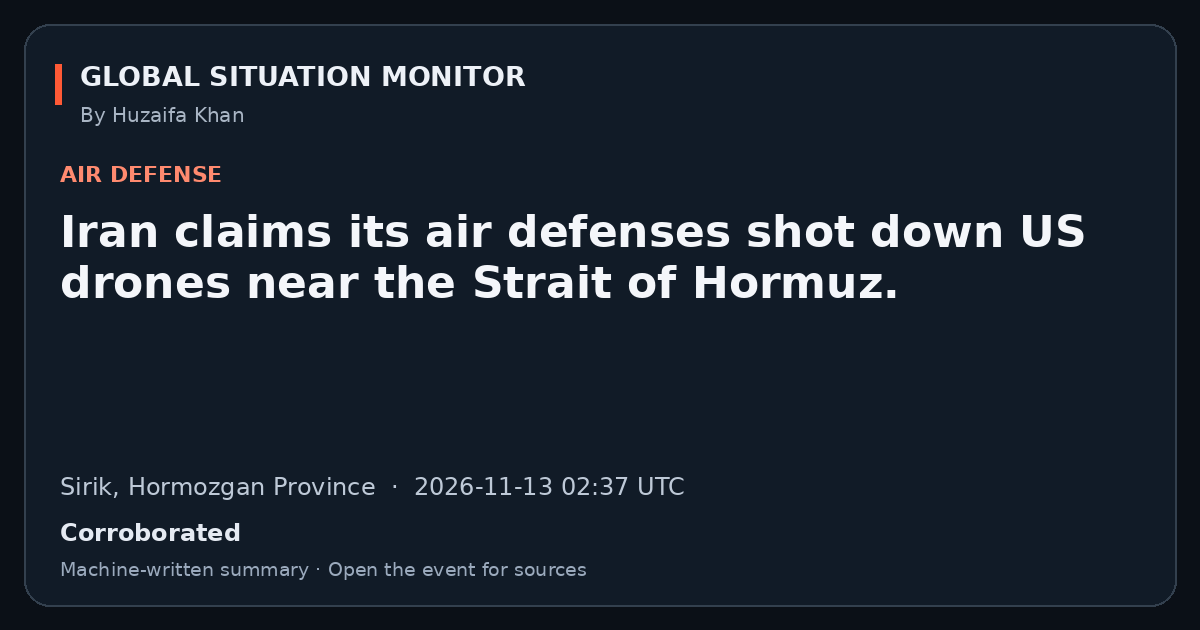 GLOBAL SITUATION MONITOR
By Huzaifa Khan
AIR DEFENSE
Iran claims its air defenses shot down US
drones near the Strait of Hormuz.
Sirik, Hormozgan Province · 2026-11-13 02:37 UTC
Corroborated
Machine-written summary · Open the event for sources